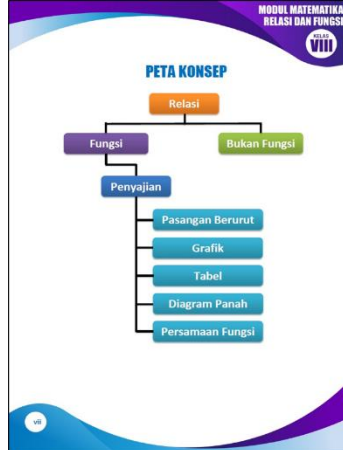 MODUL MATEMATIKA
RELASI DAN FUNGSI
KELAS
VIII
PETA KONSEP
Relasi
Fungsi
Bukan Fungsi
Penyajian
Pasangan Berurut
Grafik
Tabel
Diagram Panah
Persamaan Fungsi
vii